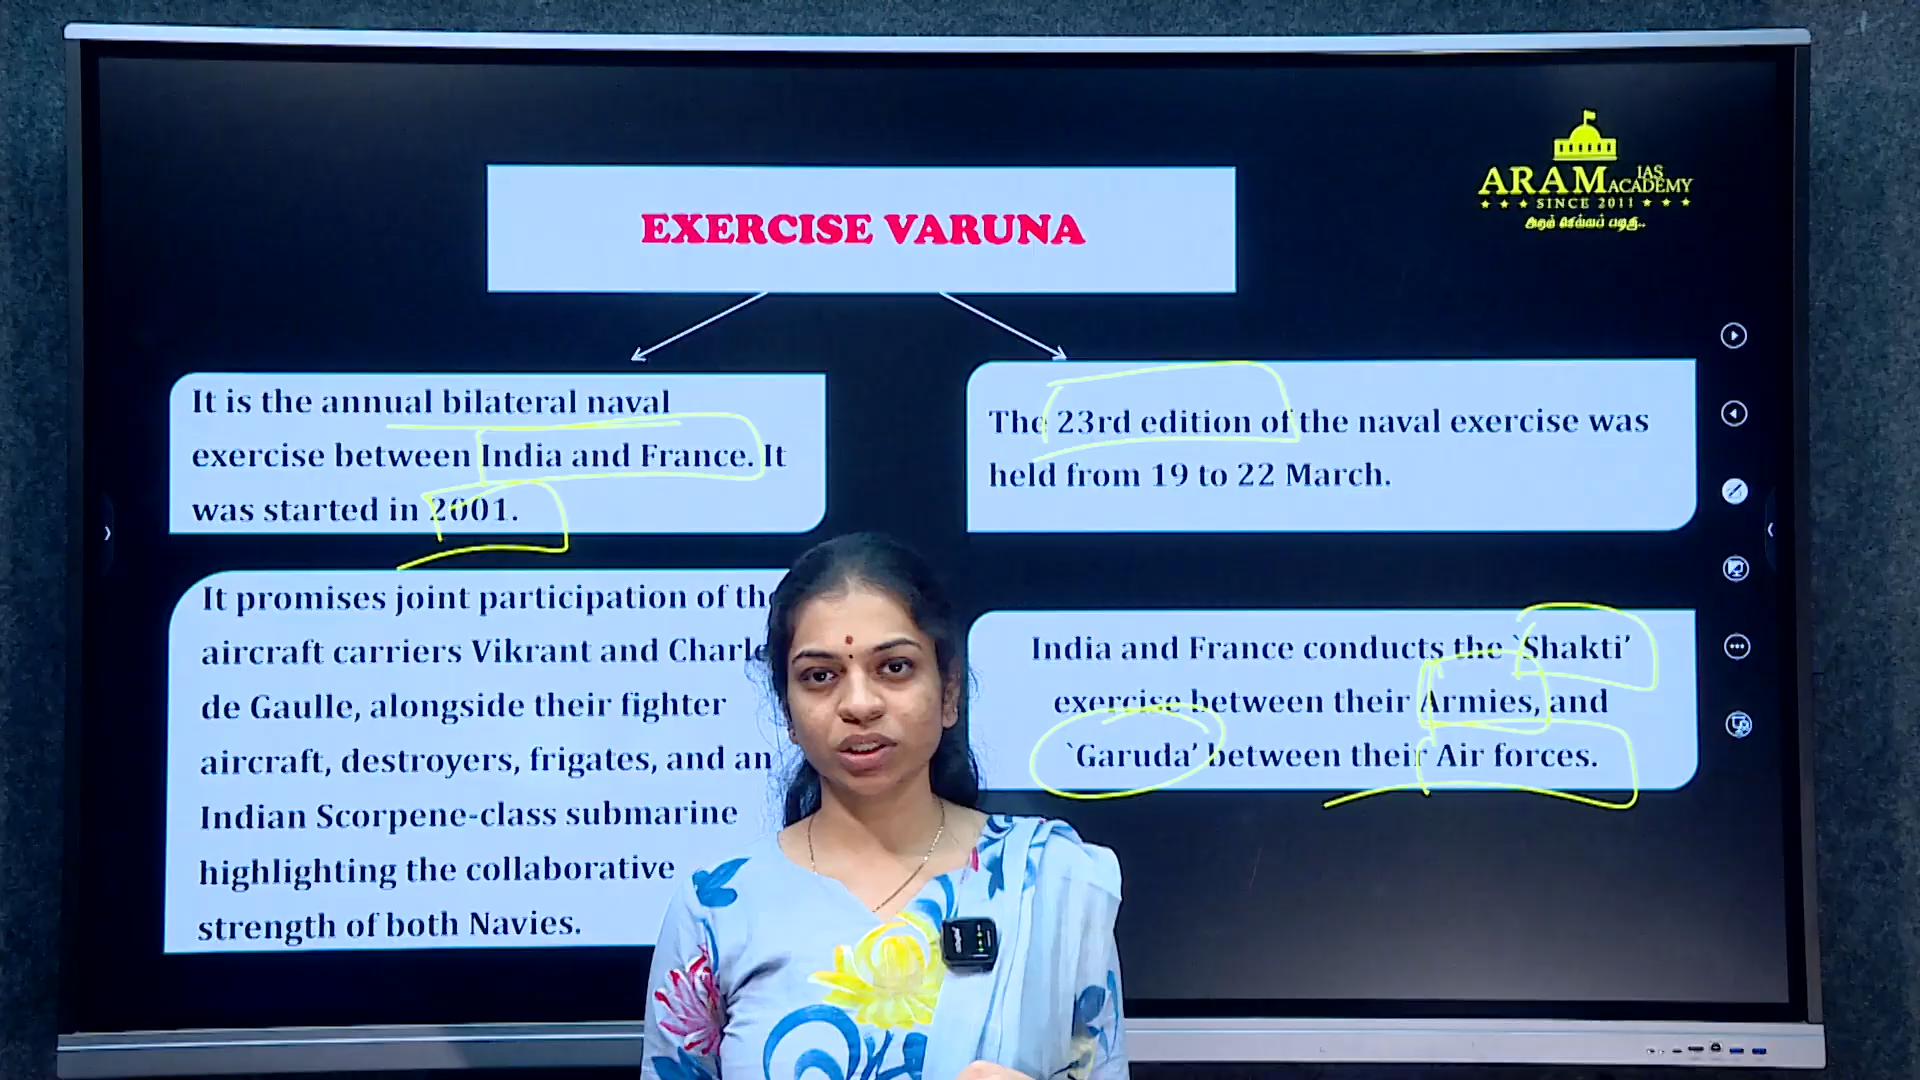 ARAM IAS ACADEMY
SINCE 2011
EXERCISE VARUNA
It is the annual bilateral naval
exercise between India and France. It
was started in 2001.
The 23rd edition of the naval exercise was
held from 19 to 22 March.
It promises joint participation of the
aircraft carriers Vikrant and Charle
de Gaulle, alongside their fighter
aircraft, destroyers, frigates, and an
Indian Scorpene-class submarine
highlighting the collaborative
strength of both Navies.
India and France conducts the `Shakti'
exercise between their Armies, and
`Garuda' between their Air forces.